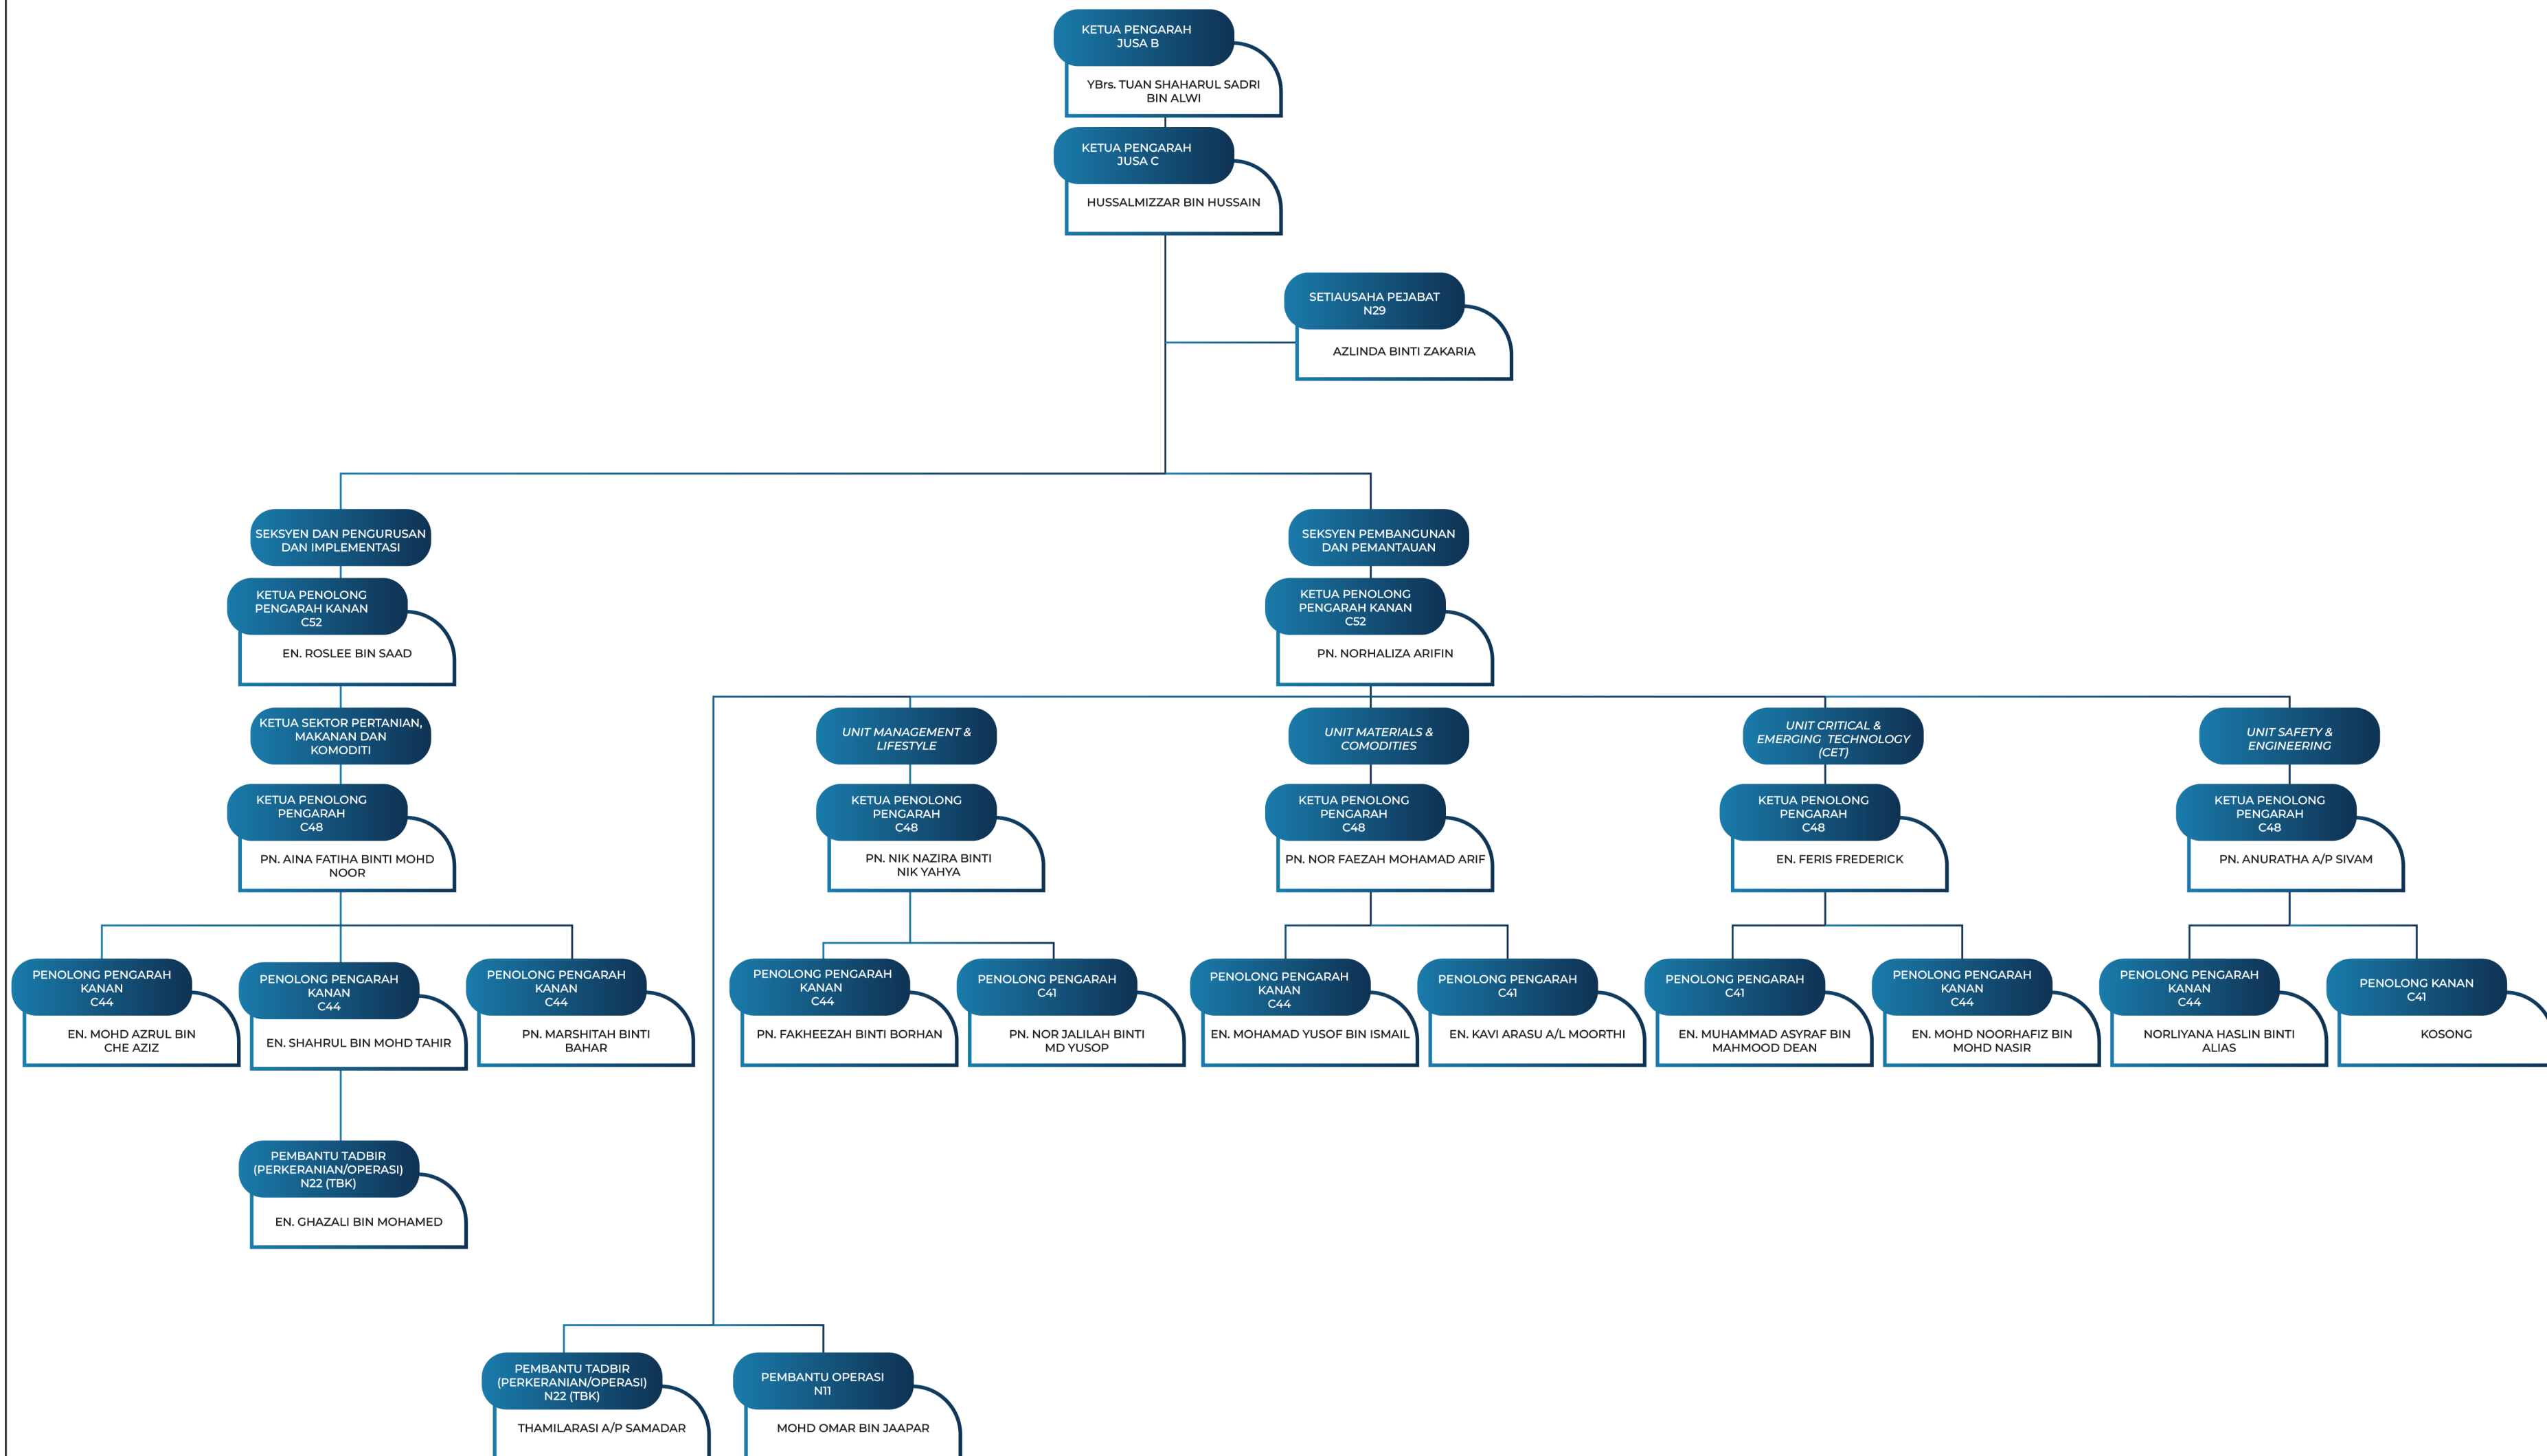 KETUA PENGARAH
JUSA B
YBrs. TUAN SHAHARUL SADRI
BIN ALWI
KETUA PENGARAH
JUSA C
HUSSALMIZZAR BIN HUSSAIN
SETIAUSAHA PEJABAT
N29
AZLINDA BINTI ZAKARIA
SEKSYEN DAN PENGURUSAN
DAN IMPLEMENTASI
KETUA PENOLONG
PENGARAH KANAN
C52
EN. ROSLEE BIN SAAD
SEKSYEN PEMBANGUNAN
DAN PEMANTAUAN
KETUA PENOLONG
PENGARAH KANAN
C52
PN. NORHALIZA ARIFIN
KETUA SEKTOR PERTANIAN,
MAKANAN DAN
KOMODITI
KETUA PENOLONG
PENGARAH
C48
PN. AINA FATIHA BINTI MOHD
NOOR
UNIT MANAGEMENT &
LIFESTYLE
KETUA PENOLONG
PENGARAH
C48
PN. NIK NAZIRA BINTI
NIK YAHYA
UNIT MATERIALS &
COMODITIES
KETUA PENOLONG
PENGARAH
C48
PN. NOR FAEZAH MOHAMAD ARIF
UNIT CRITICAL &
EMERGING TECHNOLOGY
(CET)
KETUA PENOLONG
PENGARAH
C48
EN. FERIS FREDERICK
UNIT SAFETY &
ENGINEERING
KETUA PENOLONG
PENGARAH
C48
PN. ANURATHA A/P SIVAM
PENOLONG PENGARAH
KANAN
C44
EN. MOHD AZRUL BIN
CHE AZIZ
PENOLONG PENGARAH
KANAN
C44
EN. SHAHRUL BIN MOHD TAHIR
PENOLONG PENGARAH
KANAN
C44
PN. MARSHITAH BINTI
BAHAR
PENOLONG PENGARAH
KANAN
C44
PN. FAKHEEZAH BINTI BORHAN
PENOLONG PENGARAH
C41
PN. NOR JALILAH BINTI
MD YUSOP
PENOLONG PENGARAH
KANAN
C44
EN. MOHAMAD YUSOF BIN ISMAIL
PENOLONG PENGARAH
C41
EN. KAVI ARASU A/L MOORTHI
PENOLONG PENGARAH
C41
EN. MUHAMMAD ASYRAF BIN
MAHMOOD DEAN
PENOLONG PENGARAH
KANAN
C44
EN. MOHD NOORHAFIZ BIN
MOHD NASIR
PENOLONG PENGARAH
KANAN
C44
NORLIYANA HASLIN BINTI
ALIAS
PENOLONG KANAN
C41
KOSONG
PEMBANTU TADBIR
(PERKERANIAN/OPERASI)
N22 (TBK)
EN. GHAZALI BIN MOHAMED
PEMBANTU TADBIR
(PERKERANIAN/OPERASI)
N22 (TBK)
THAMILARASI A/P SAMADAR
PEMBANTU OPERASI
N11
MOHD OMAR BIN JAAPAR